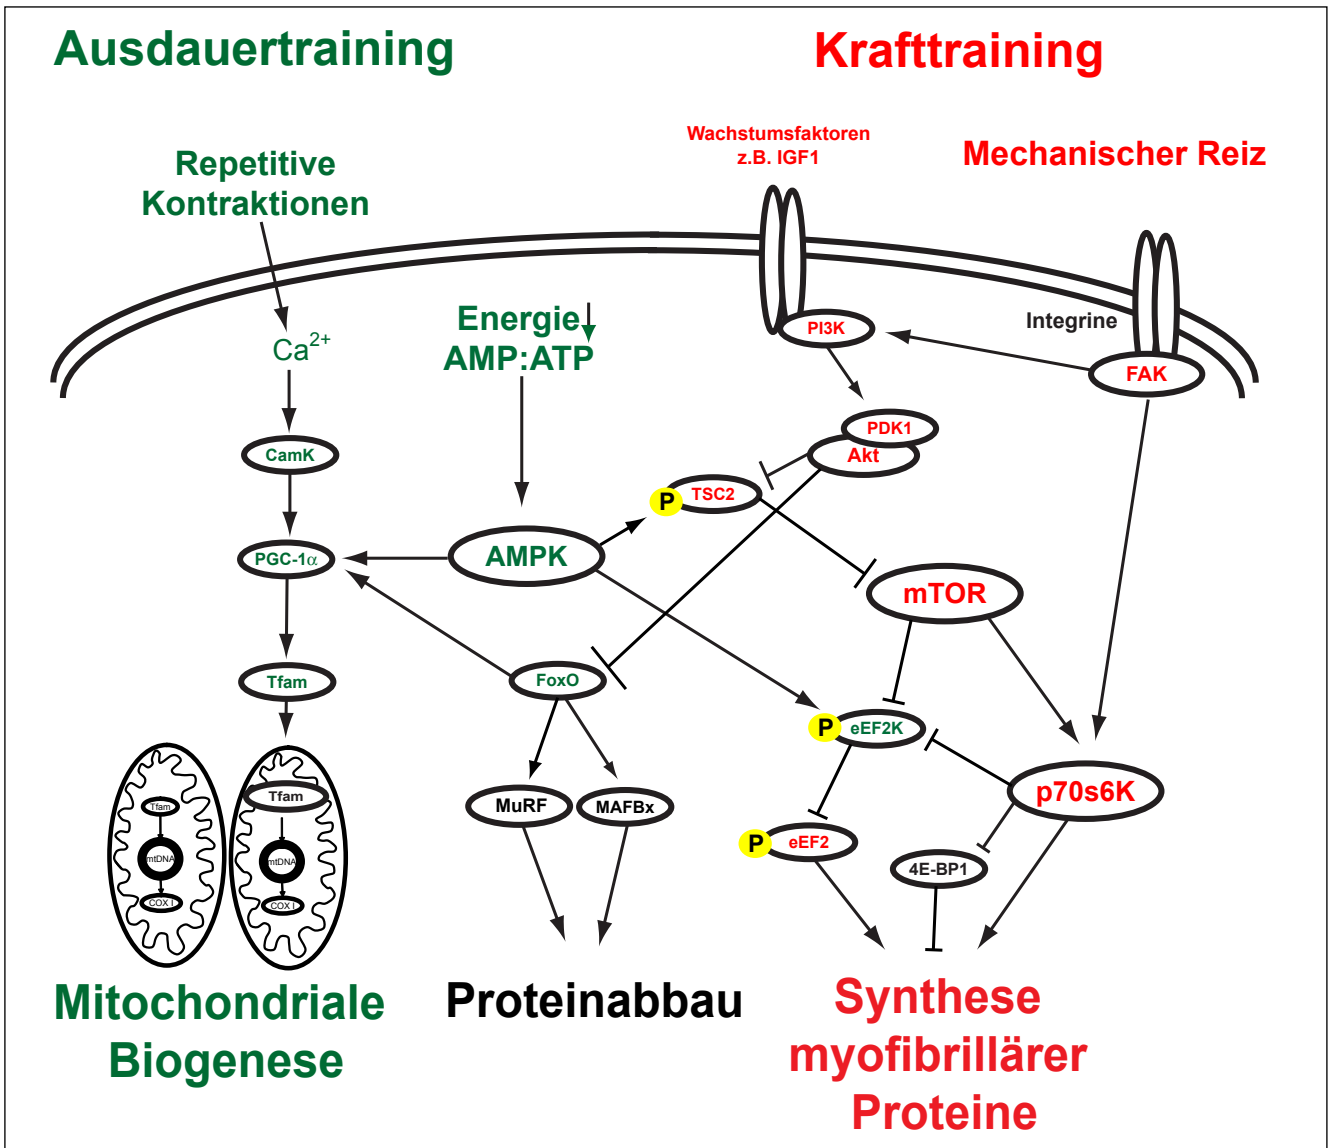 Ausdauertraining
Krafttraining
Wachstumsfaktoren
z.B. IGF1
Mechanischer Reiz
Repetitive
Kontraktionen
Energie
AMP:ATP
Ca2+
PI3K
Integrine
FAK
PDK1
Akt
CamK
P
TSC2
PGC-1α
AMPK
mTOR
Tfam
FoxO
P
eEF2K
p70s6K
MuRF
MAFBx
Tfam
Tfam
P
eEF2
4E-BP1
mtDNA
mtDNA
COX I
COX I
Mitochondriale
Biogenese
Proteinabbau
Synthese
myofibrillärer
Proteine